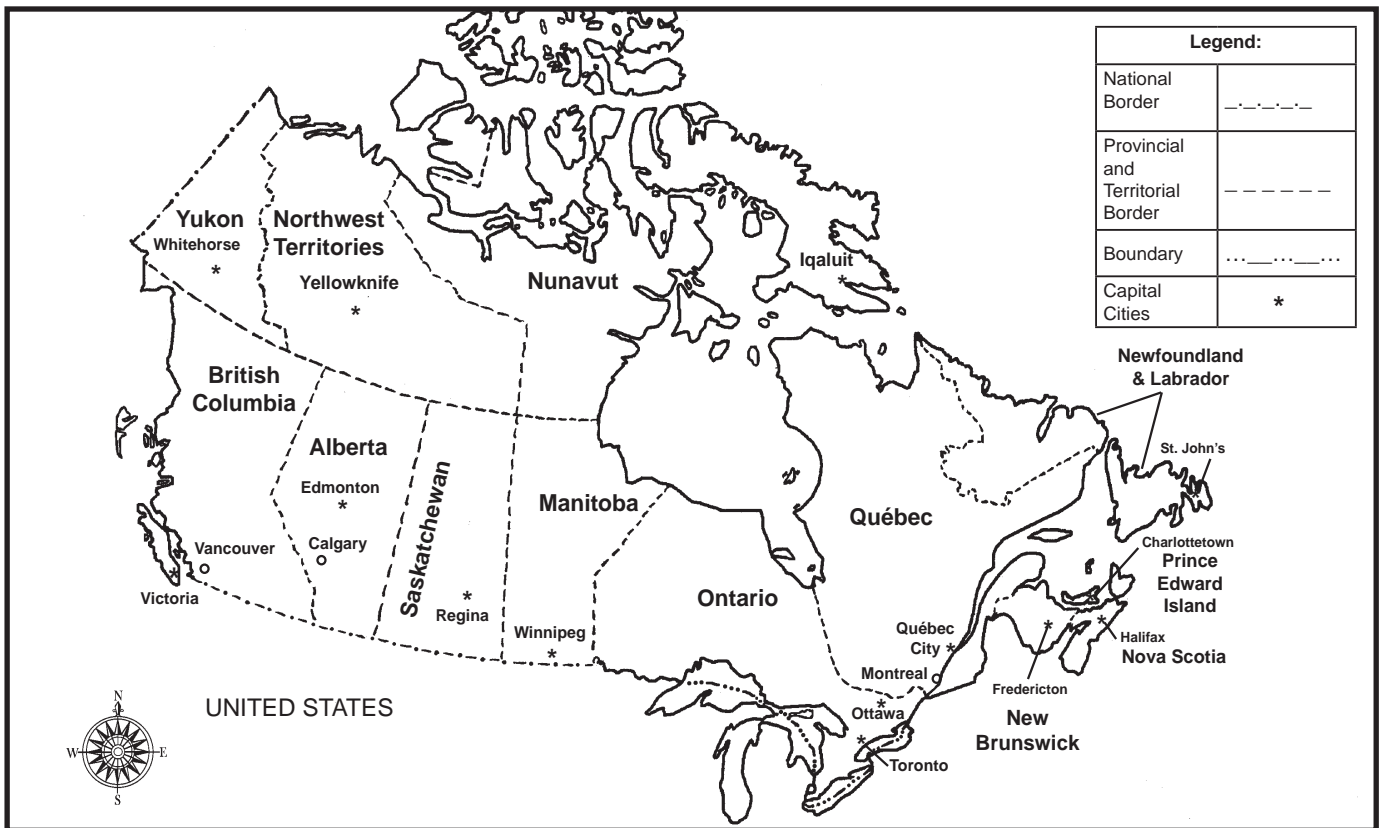 Legend:
National
Border
_._._._._
Provincial
and
Territorial
Border
_ _ _ _ _ _
Boundary
...__...__...
Capital
Cities
*
Yukon
Whitehorse
Northwest
Territories
Yellowknife
Nunavut
Iqaluit
Newfoundland
& Labrador
St. John's
British
Columbia
Alberta
Edmonton
Calgary
Vancouver
Victoria
Saskatchewan
Regina
Manitoba
Winnipeg
Ontario
Québec
Québec
City
Montreal
Ottawa
Toronto
Charlottetown
Prince
Edward
Island
Halifax
Nova Scotia
Fredericton
New
Brunswick
UNITED STATES
N
W
E
S